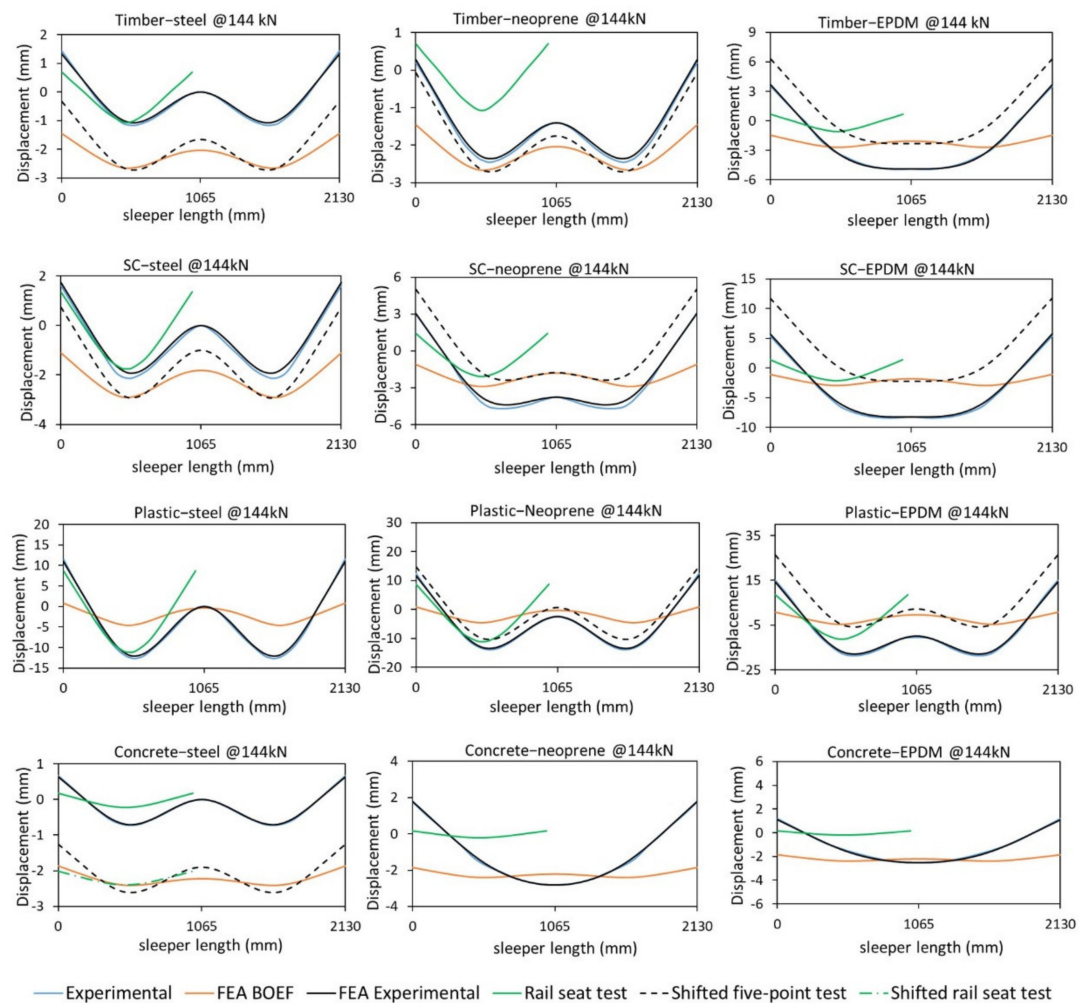 Timber−steel @144 kN
Displacement (mm)
2
1
0
-1
-2
-3
0
1065
2130
sleeper length (mm)
Timber−neoprene @144kN
Displacement (mm)
1
0
-1
-2
-3
0
1065
2130
sleeper length (mm)
Timber−EPDM @144 kN
Displacement (mm)
9
6
3
0
-3
-6
0
1065
2130
sleeper length (mm)
SC−steel @144kN
Displacement (mm)
2
0
-2
-4
0
1065
2130
sleeper length (mm)
SC−neoprene @144kN
Displacement (mm)
6
3
0
-3
-6
0
1065
2130
sleeper length (mm)
SC−EPDM @144 kN
Displacement (mm)
15
10
5
0
-5
-10
0
1065
2130
sleeper length (mm)
Plastic−steel @144kN
Displacement (mm)
20
15
10
5
0
-5
-10
-15
0
1065
2130
sleeper length (mm)
Plastic−Neoprene @144kN
Displacement (mm)
30
20
10
0
-10
-20
0
1065
2130
sleeper length (mm)
Plastic−EPDM @144kN
Displacement (mm)
35
15
-5
-25
0
1065
2130
sleeper length (mm)
Concrete−steel @144kN
Displacement (mm)
1
0
-1
-2
-3
0
1065
2130
sleeper length (mm)
Concrete−neoprene @144kN
Displacement (mm)
4
2
0
-2
-4
0
1065
2130
sleeper length (mm)
Concrete-EPDM @144kN
Displacement (mm)
6
4
2
0
-2
-4
-6
0
1065
2130
sleeper length (mm)
Experimental FEA BOEF FEA Experimental Rail seat test Shifted five-point test Shifted rail seat test